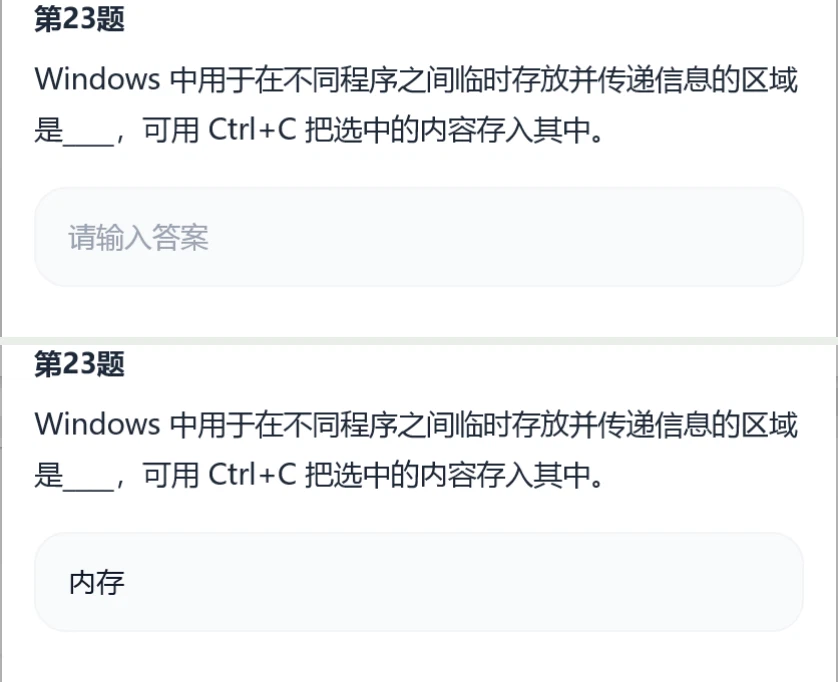 第23题
Windows 中用于在不同程序之间临时存放并传递信息的区域
是____，可用 Ctrl+C 把选中的内容存入其中。
请输入答案
第23题
Windows 中用于在不同程序之间临时存放并传递信息的区域
是____，可用 Ctrl+C 把选中的内容存入其中。
内存